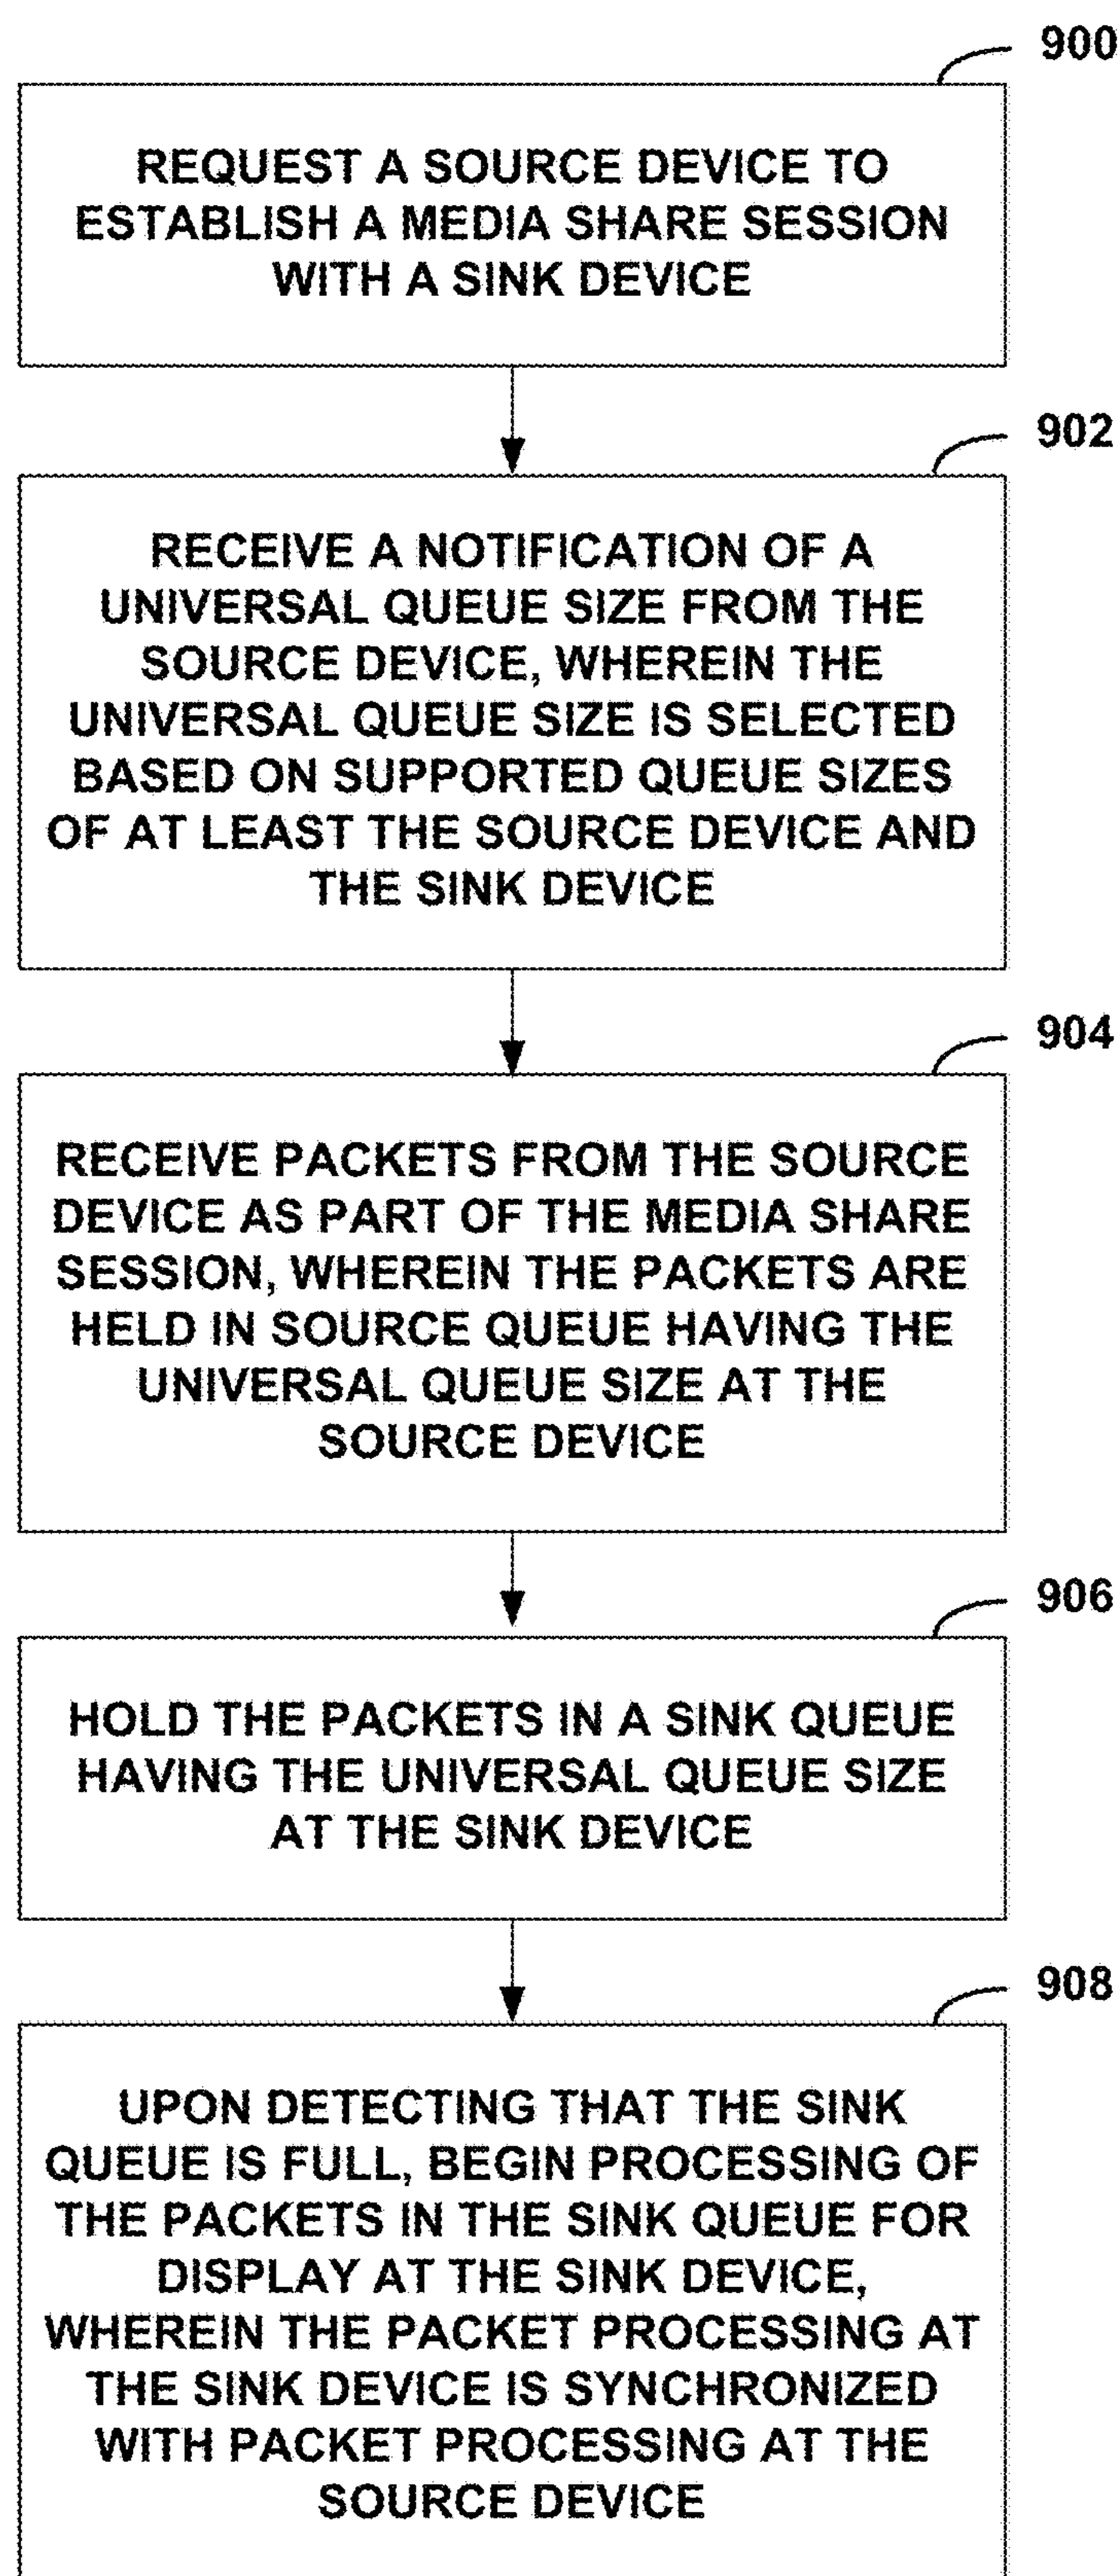 900
REQUEST A SOURCE DEVICE TO
ESTABLISH A MEDIA SHARE SESSION
WITH A SINK DEVICE
902
RECEIVE A NOTIFICATION OF A
UNIVERSAL QUEUE SIZE FROM THE
SOURCE DEVICE, WHEREIN THE
UNIVERSAL QUEUE SIZE IS SELECTED
BASED ON SUPPORTED QUEUE SIZES
OF AT LEAST THE SOURCE DEVICE AND
THE SINK DEVICE
904
RECEIVE PACKETS FROM THE SOURCE
DEVICE AS PART OF THE MEDIA SHARE
SESSION, WHEREIN THE PACKETS ARE
HELD IN SOURCE QUEUE HAVING THE
UNIVERSAL QUEUE SIZE AT THE
SOURCE DEVICE
906
HOLD THE PACKETS IN A SINK QUEUE
HAVING THE UNIVERSAL QUEUE SIZE
AT THE SINK DEVICE
908
UPON DETECTING THAT THE SINK
QUEUE IS FULL, BEGIN PROCESSING OF
THE PACKETS IN THE SINK QUEUE FOR
DISPLAY AT THE SINK DEVICE,
WHEREIN THE PACKET PROCESSING AT
THE SINK DEVICE IS SYNCHRONIZED
WITH PACKET PROCESSING AT THE
SOURCE DEVICE